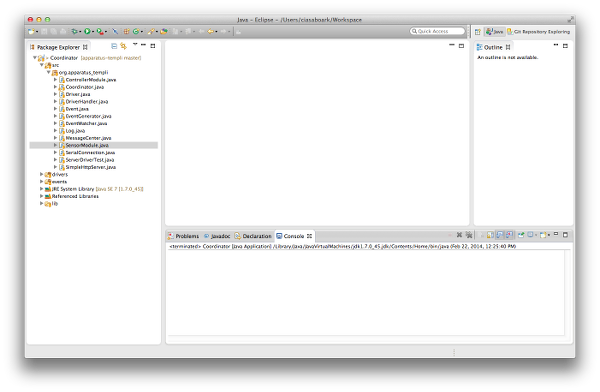 Java - Eclipse - /Users/ciasaboark/Workspace
Quick Access
Java
Git Repository Exploring
Package Explorer
Coordinator [apparatus-templi master]
src
org.apparatus_templi
ControllerModule.java
Coordinator.java
Driver.java
DriverHandler.java
Event.java
EventGenerator.java
EventWatcher.java
Log.java
MessageCenter.java
SensorModule.java
SerialConnection.java
ServerDriverTest.java
SimpleHttpServer.java
drivers
events
JRE System Library [Java SE 7 [1.7.0_45]]
Referenced Libraries
lib
Outline
An outline is not available.
Problems
Javadoc
Declaration
Console
<terminated> Coordinator [Java Application] /Library/Java/JavaVirtualMachines/jdk1.7.0_45.jdk/Contents/Home/bin/java (Feb 22, 2014, 12:25:40 PM)